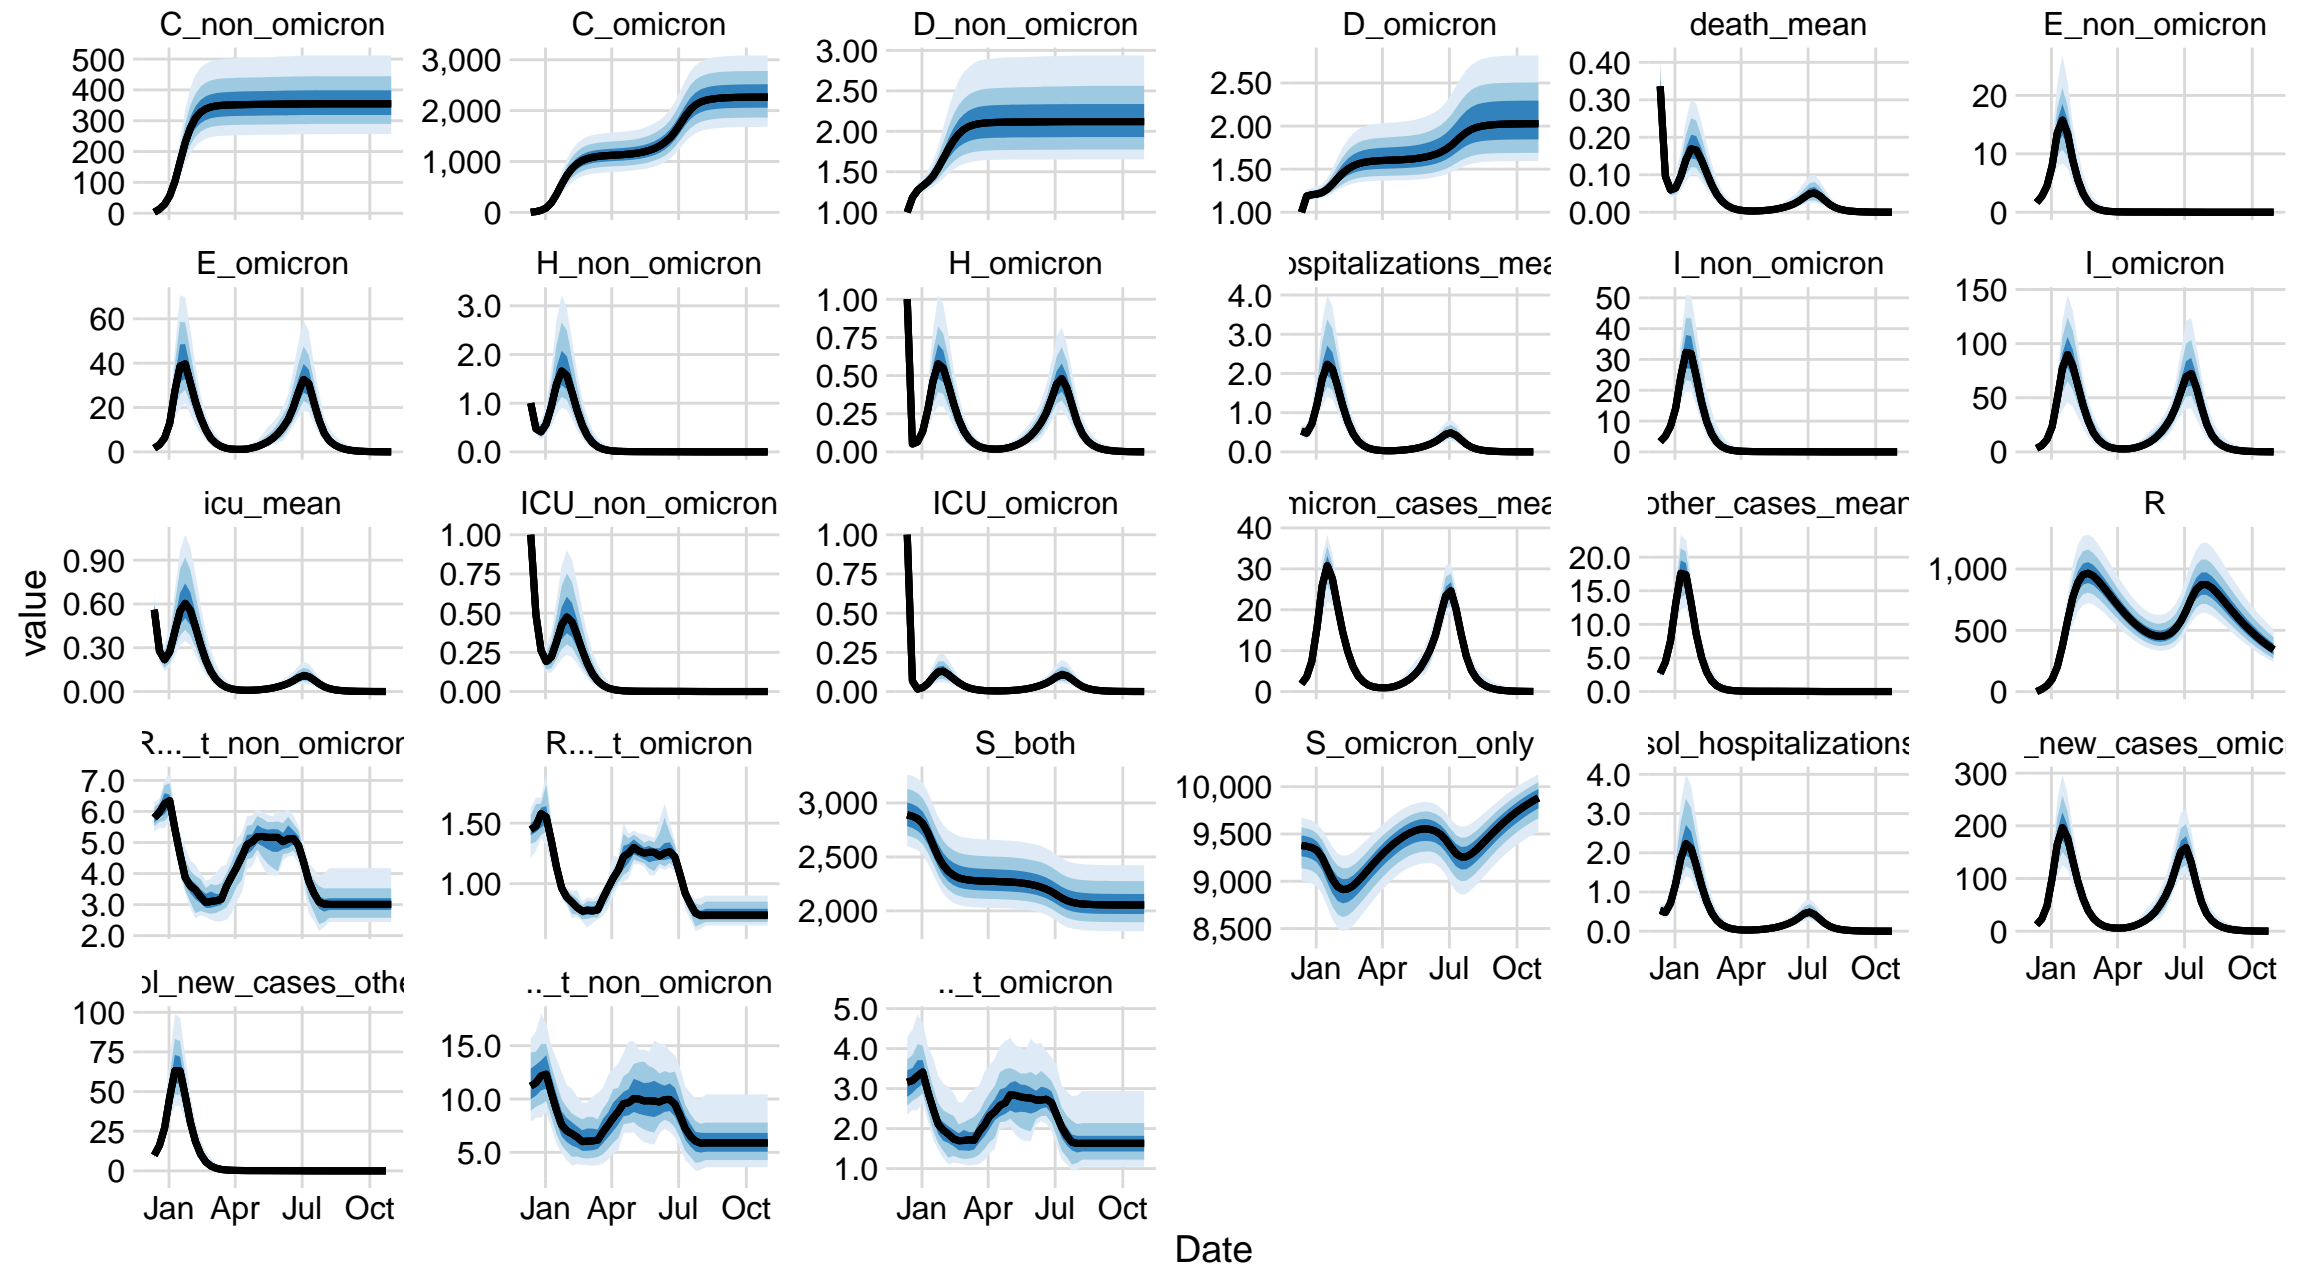 C_non_omicron C_omicron D_non_omicron D_omicron death_mean E_non_omicron
500 400 300 200 100 0
3,000 2,000 1,000 0
3.00 2.50 2.00 1.50 1.00
2.50 2.00 1.50 1.00
0.40 0.30 0.20 0.10 0.00
20 10 0
E_omicron H_non_omicron H_omicron ospitalizations_mea I_non_omicron I_omicron
60 40 20 0
3.0 2.0 1.0 0.0
1.00 0.75 0.50 0.25 0.00
4.0 3.0 2.0 1.0 0.0
50 40 30 20 10 0
150 100 50 0
icu_mean ICU_non_omicron ICU_omicron micron_cases_mea other_cases_mean R
value
0.90 0.60 0.30 0.00
1.00 0.75 0.50 0.25 0.00
1.00 0.75 0.50 0.25 0.00
40 30 20 10 0
20.0 15.0 10.0 5.0 0.0
1,000 500 0
R..._t_non_omicron R..._t_omicron S_both S_omicron_only sol_hospitalizations _new_cases_omic
7.0 6.0 5.0 4.0 3.0 2.0
1.50 1.00
3,000 2,500 2,000
10,000 9,500 9,000 8,500
4.0 3.0 2.0 1.0 0.0
300 200 100 0
Jan Apr Jul Oct Jan Apr Jul Oct Jan Apr Jul Oct
ol_new_cases_othe .._t_non_omicron .._t_omicron
100 75 50 25 0
15.0 10.0 5.0
5.0 4.0 3.0 2.0 1.0
Jan Apr Jul Oct Jan Apr Jul Oct Jan Apr Jul Oct
Date